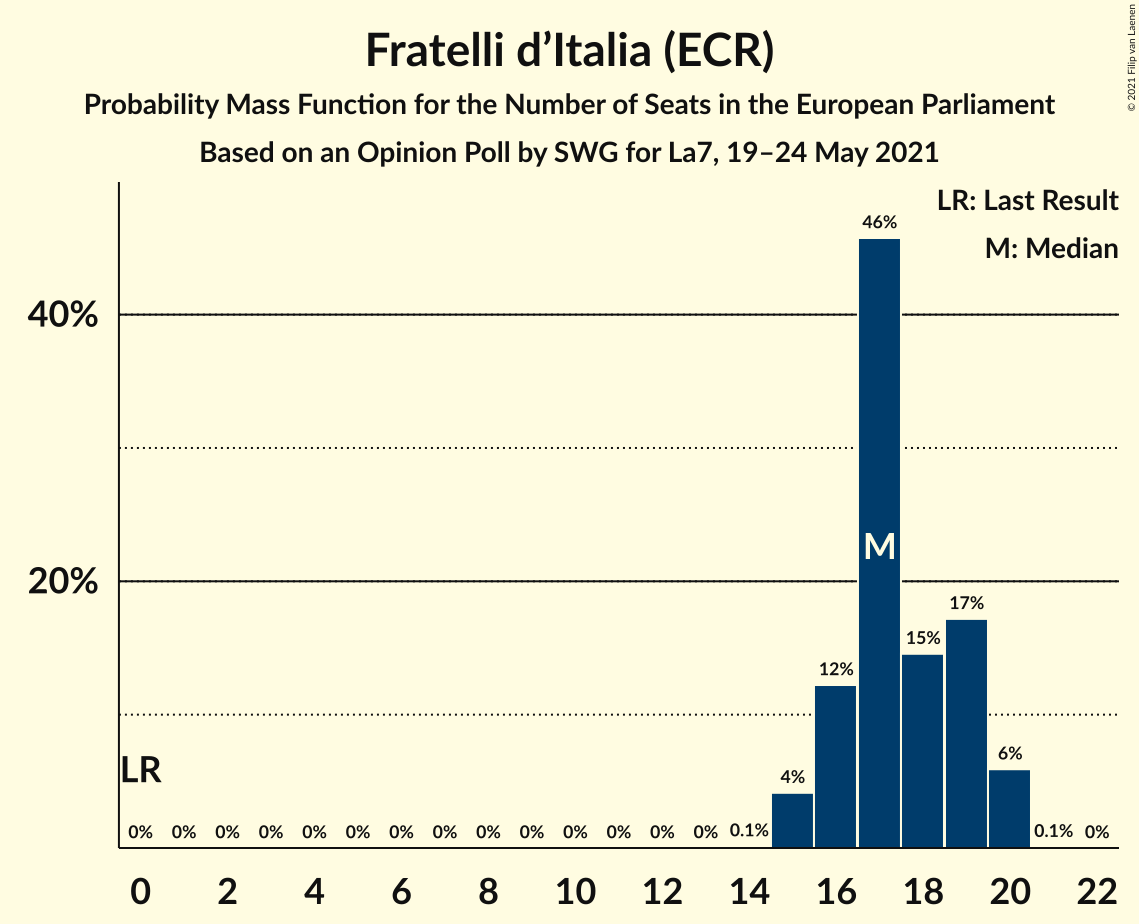 Fratelli d’Italia (ECR)
Probability Mass Function for the Number of Seats in the European Parliament
Based on an Opinion Poll by SWG for La7, 19–24 May 2021
© 2021 Filip van Laenen
LR: Last Result
M: Median
46%
40%
M
20%
17%
15%
12%
6%
4%
LR
0% 0% 0% 0% 0% 0% 0% 0% 0% 0% 0% 0% 0% 0% 0.1% 0.1% 0%
0 2 4 6 8 10 12 14 16 18 20 22